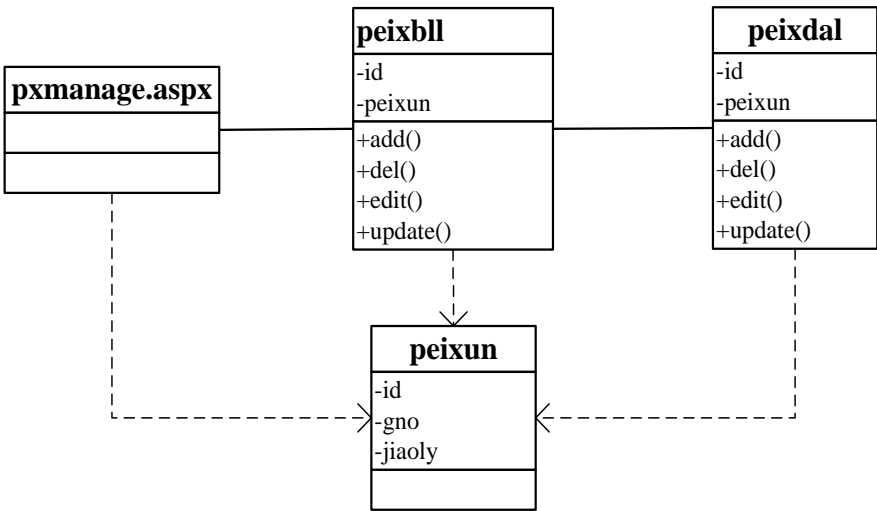 pxmanage.aspx
peixbll
-id
-peixun
+add()
+del()
+edit()
+update()
peixdal
-id
-peixun
+add()
+del()
+edit()
+update()
peixun
-id
-gno
-jiaoly